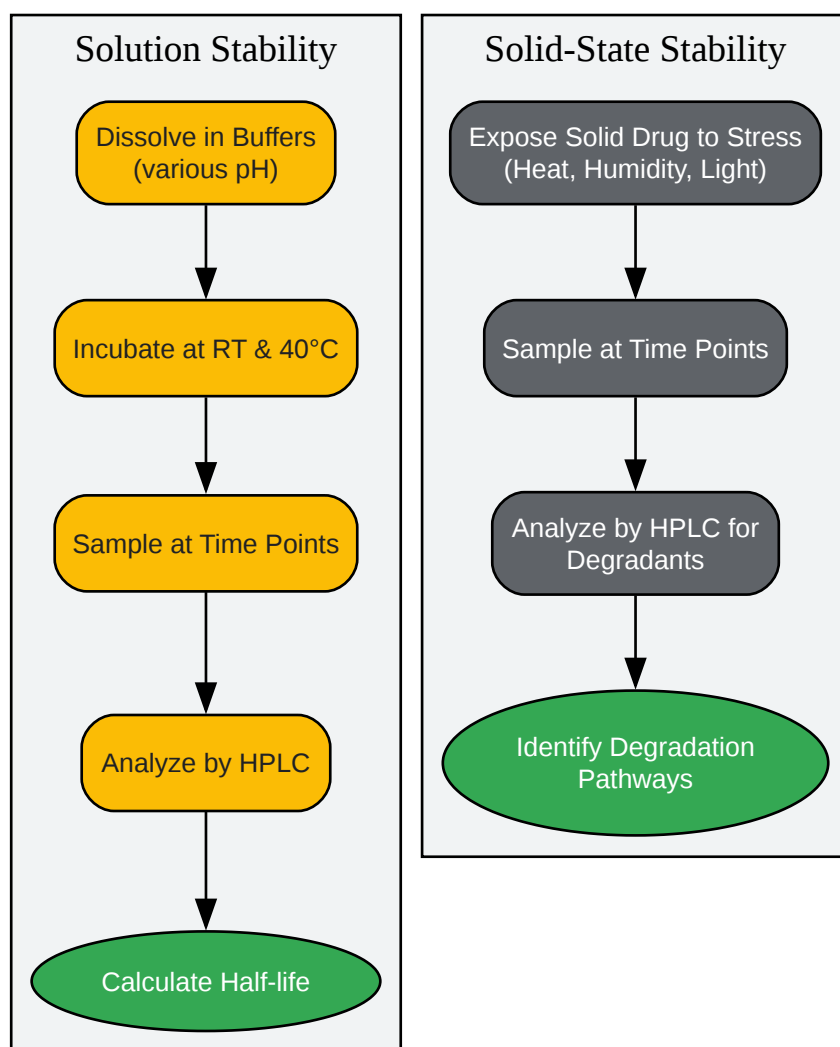 Solution Stability
Dissolve in Buffers
(various pH)
Incubate at RT & 40°C
Sample at Time Points
Analyze by HPLC
Calculate Half-life
Solid-State Stability
Expose Solid Drug to Stress
(Heat, Humidity, Light)
Sample at Time Points
Analyze by HPLC for
Degradants
Identify Degradation
Pathways